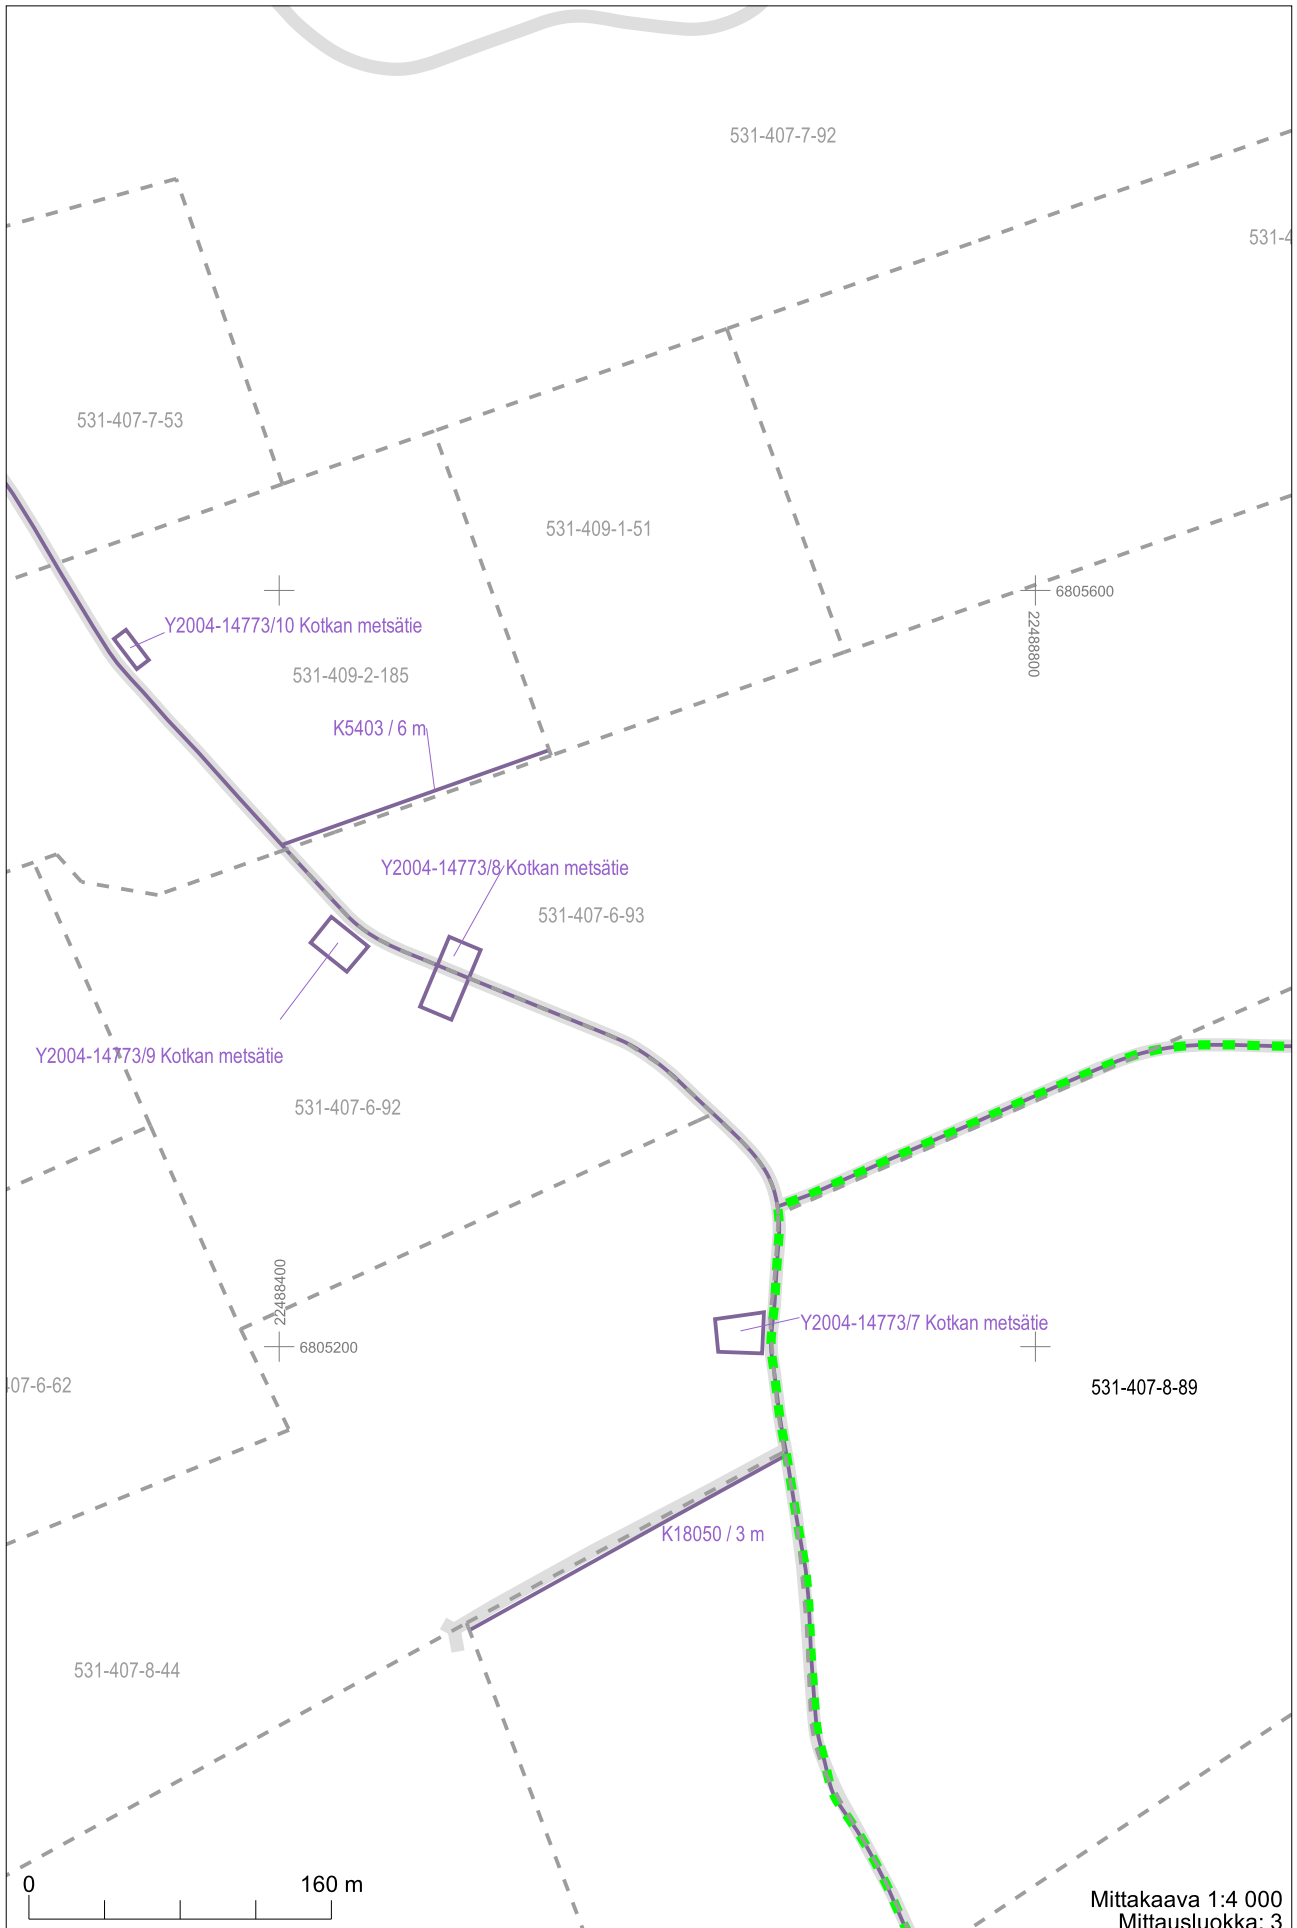 531-407-7-92
531-4
531-407-7-53
531-409-1-51
6805600
22488800
Y2004-14773/10 Kotkan metsätie
531-409-2-185
K5403 / 6 m
Y2004-14773/8 Kotkan metsätie
531-407-6-93
Y2004-14773/9 Kotkan metsätie
531-407-6-92
22488400
6805200
Y2004-14773/7 Kotkan metsätie
407-6-62
531-407-8-89
K18050 / 3 m
531-407-8-44
0 160 m
Mittakaava 1:4 000
Mittausluokka: 3